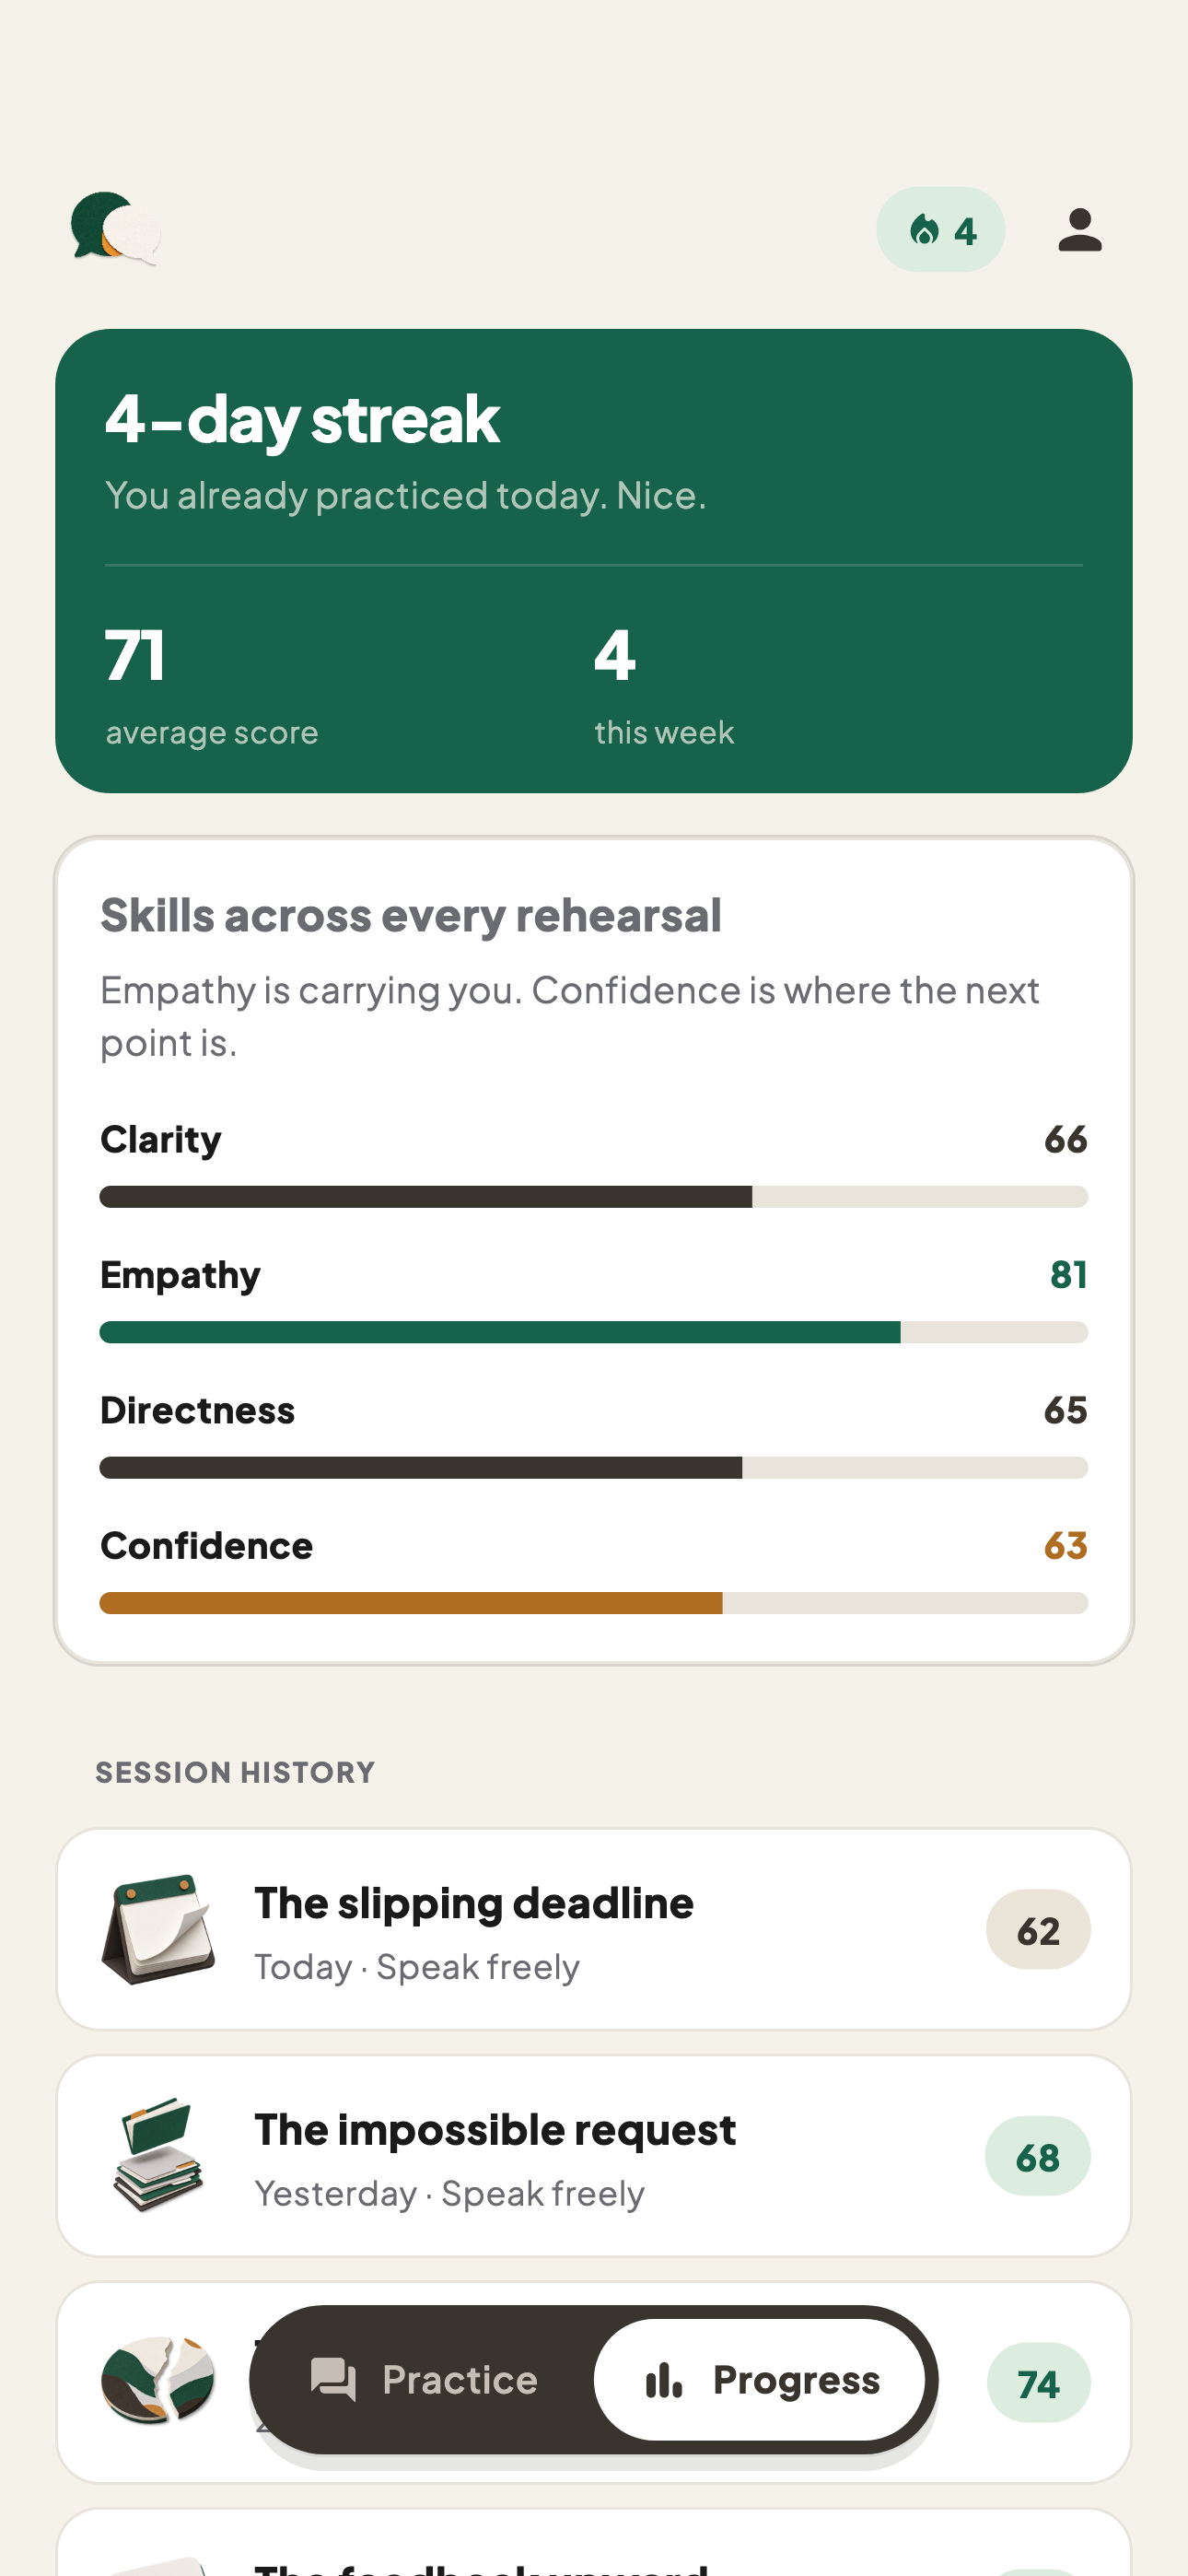 4
4-day streak
You already practiced today. Nice.
71
4
average score
this week
Skills across every rehearsal
Empathy is carrying you. Confidence is where the next
point is.
Clarity
66
Empathy
81
Directness
65
Confidence
63
SESSION HISTORY
The slipping deadline
62
Today · Speak freely
The impossible request
68
Yesterday · Speak freely
Practice
Progress
74
The feedback upward